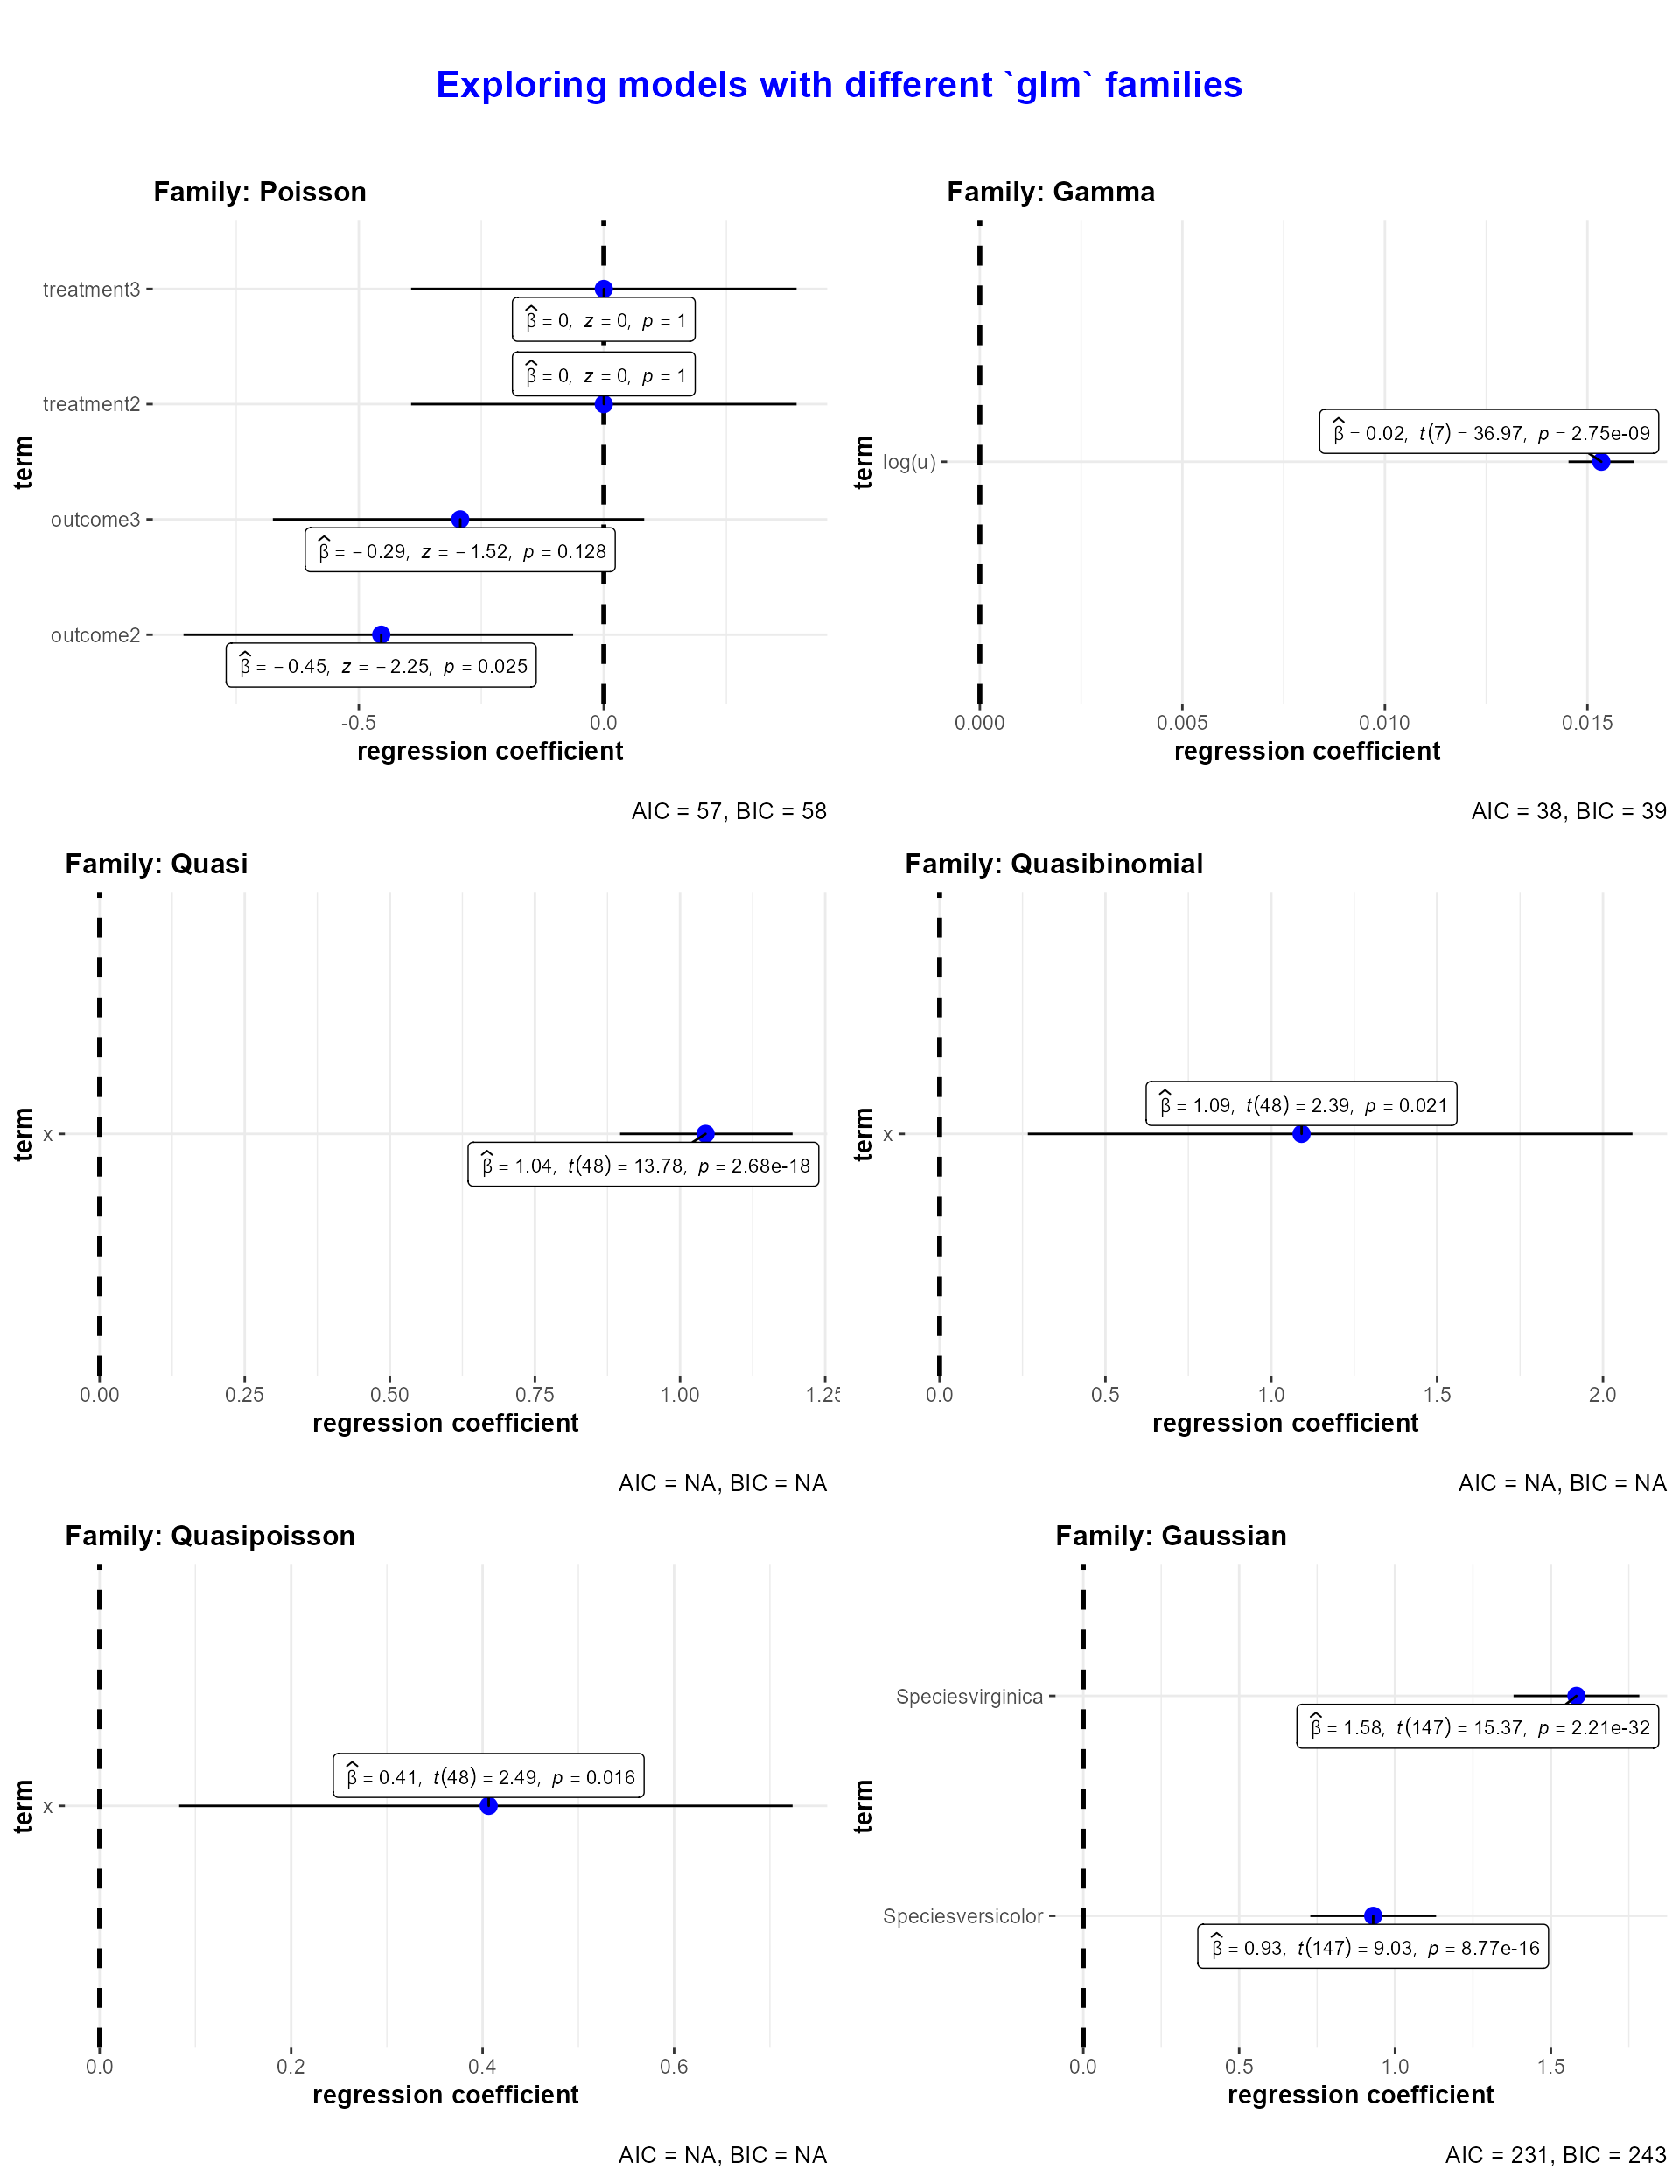 Exploring models with different `glm` families
Family: Poisson
term
treatment3
treatment2
outcome3
outcome2
β̂ = 0, z = 0, p = 1
β̂ = 0, z = 0, p = 1
β̂ = − 0.29, z = − 1.52, p = 0.128
β̂ = − 0.45, z = − 2.25, p = 0.025
-0.5 0.0
regression coefficient
AIC = 57, BIC = 58
Family: Gamma
term
log(u)
β̂ = 0.02, t(7) = 36.97, p = 2.75e-09
0.000 0.005 0.010 0.015
regression coefficient
AIC = 38, BIC = 39
Family: Quasi
term
x
β̂ = 1.04, t(48) = 13.78, p = 2.68e-18
0.00 0.25 0.50 0.75 1.00 1.25
regression coefficient
AIC = NA, BIC = NA
Family: Quasibinomial
term
x
β̂ = 1.09, t(48) = 2.39, p = 0.021
0.0 0.5 1.0 1.5 2.0
regression coefficient
AIC = NA, BIC = NA
Family: Quasipoisson
term
x
β̂ = 0.41, t(48) = 2.49, p = 0.016
0.0 0.2 0.4 0.6
regression coefficient
AIC = NA, BIC = NA
Family: Gaussian
term
Speciesvirginica
Speciesversicolor
β̂ = 1.58, t(147) = 15.37, p = 2.21e-32
β̂ = 0.93, t(147) = 9.03, p = 8.77e-16
0.0 0.5 1.0 1.5
regression coefficient
AIC = 231, BIC = 243